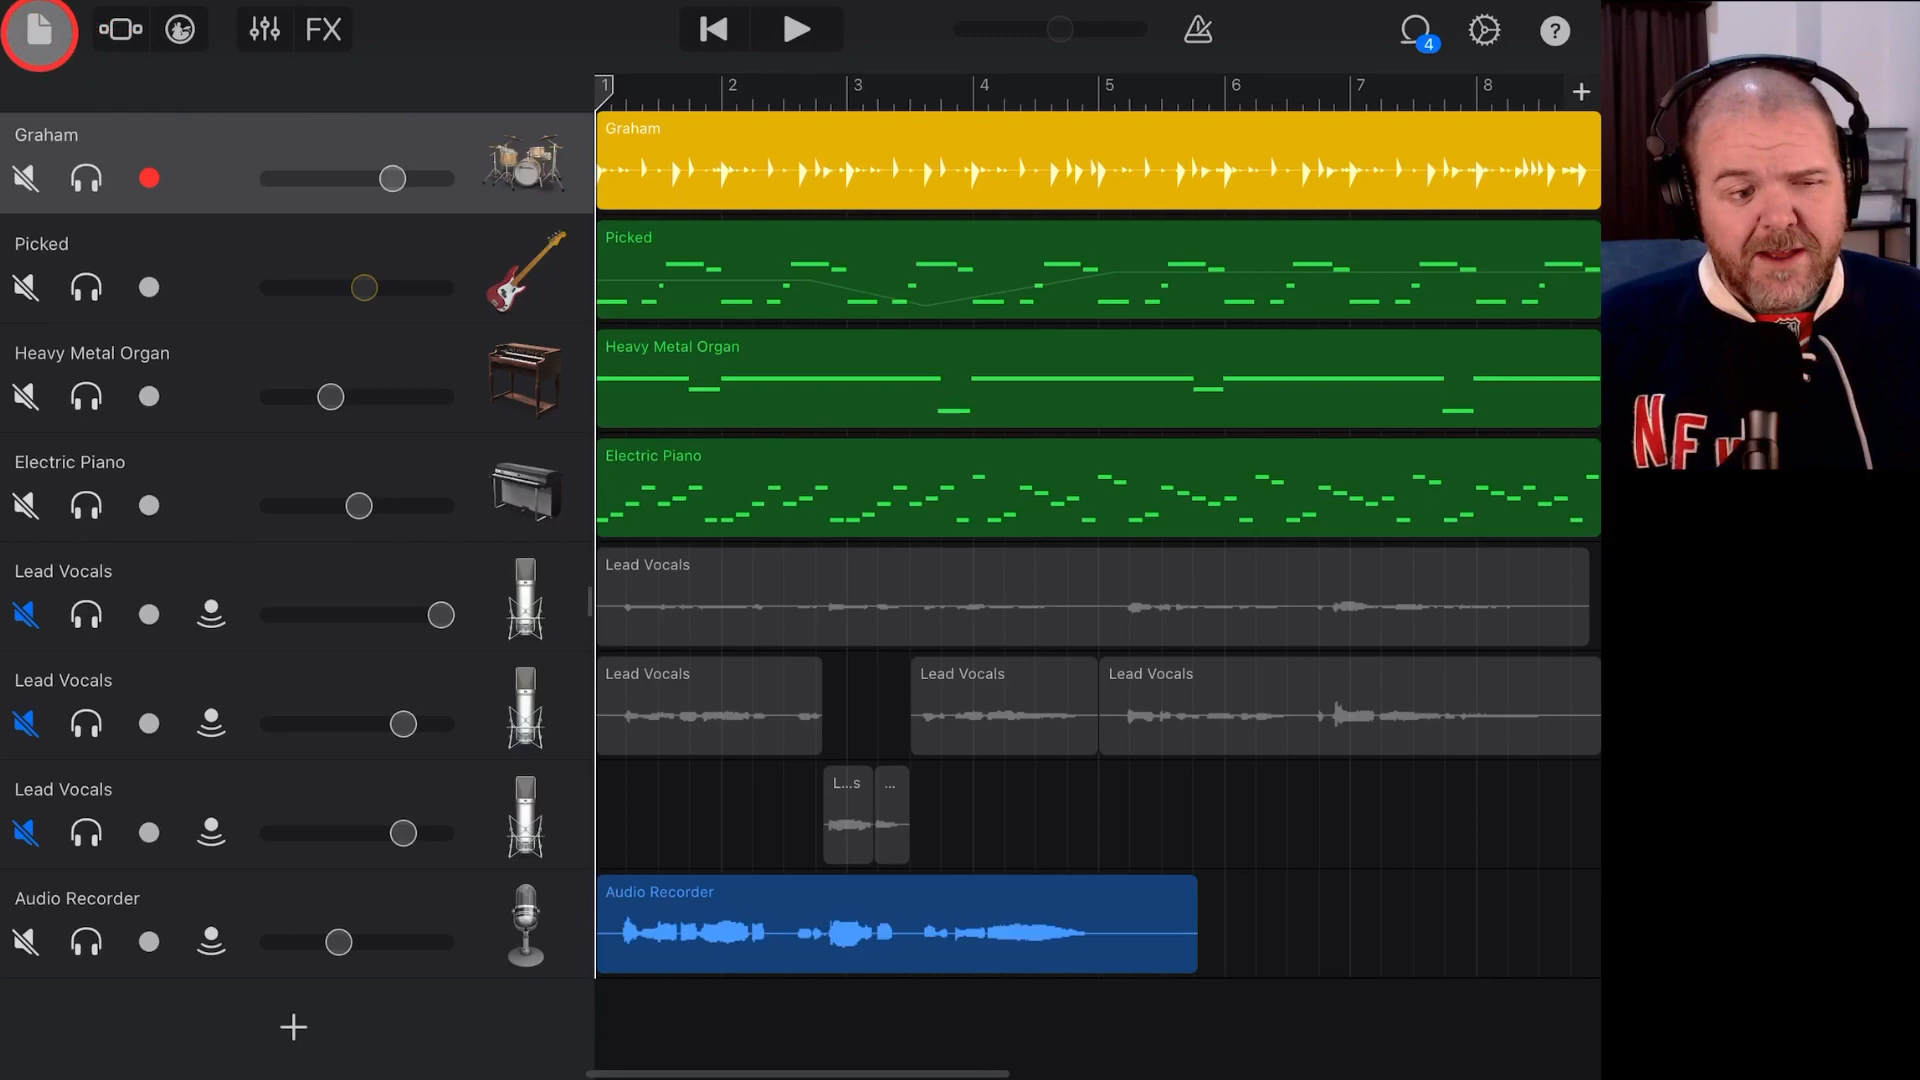 FX
4
?
1 2 3 4 5 6 7 8
Graham
Graham
Picked
Picked
Heavy Metal Organ
Heavy Metal Organ
Electric Piano
Electric Piano
Lead Vocals
Lead Vocals
Lead Vocals
Lead Vocals
Lead Vocals
Lead Vocals
Lead Vocals
L...s
...
Audio Recorder
Audio Recorder